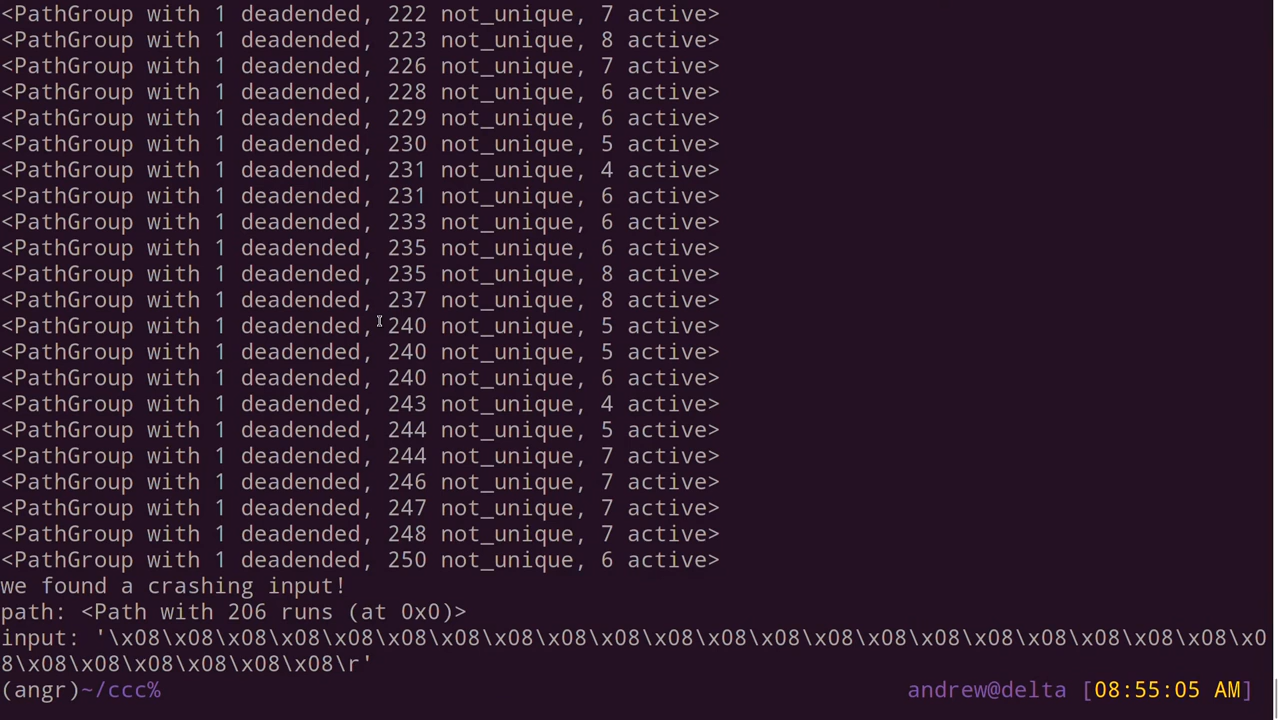 <PathGroup with 1 deadended, 222 not_unique, 7 active>
<PathGroup with 1 deadended, 223 not_unique, 8 active>
<PathGroup with 1 deadended, 226 not_unique, 7 active>
<PathGroup with 1 deadended, 228 not_unique, 6 active>
<PathGroup with 1 deadended, 229 not_unique, 6 active>
<PathGroup with 1 deadended, 230 not_unique, 5 active>
<PathGroup with 1 deadended, 231 not_unique, 4 active>
<PathGroup with 1 deadended, 231 not_unique, 6 active>
<PathGroup with 1 deadended, 233 not_unique, 6 active>
<PathGroup with 1 deadended, 235 not_unique, 6 active>
<PathGroup with 1 deadended, 235 not_unique, 8 active>
<PathGroup with 1 deadended, 237 not_unique, 8 active>
<PathGroup with 1 deadended, 240 not_unique, 5 active>
<PathGroup with 1 deadended, 240 not_unique, 5 active>
<PathGroup with 1 deadended, 240 not_unique, 6 active>
<PathGroup with 1 deadended, 243 not_unique, 4 active>
<PathGroup with 1 deadended, 244 not_unique, 5 active>
<PathGroup with 1 deadended, 244 not_unique, 7 active>
<PathGroup with 1 deadended, 246 not_unique, 7 active>
<PathGroup with 1 deadended, 247 not_unique, 7 active>
<PathGroup with 1 deadended, 248 not_unique, 7 active>
<PathGroup with 1 deadended, 250 not_unique, 6 active>
we found a crashing input!
path: <Path with 206 runs (at 0x0)>
input: '\x08\x08\x08\x08\x08\x08\x08\x08\x08\x08\x08\x08\x08\x08\x08\x08\x08\x08\x08\x08\x08\x0
8\x08\x08\x08\x08\x08\x08\r'
(angr)~/ccc% andrew@delta [08:55:05 AM]